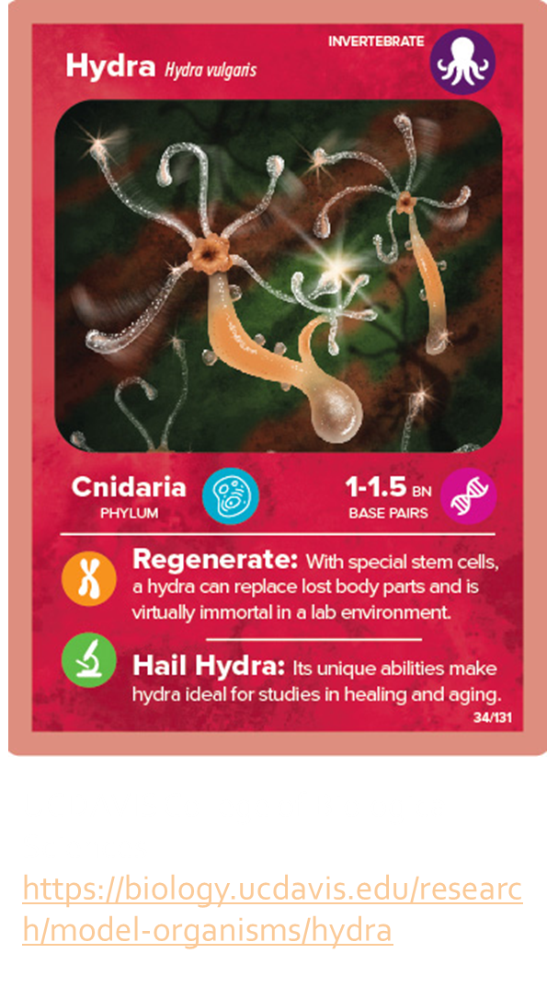 INVERTEBRATE
Hydra Hydra vulgaris
Cnidaria
PHYLUM
1-1.5 BN
BASE PAIRS
Regenerate: With special stem cells,
a hydra can replace lost body parts and is
virtually immortal in a lab environment.
Hail Hydra: Its unique abilities make
hydra ideal for studies in healing and aging.
34/131
https://biology.ucdavis.edu/researc
h/model-organisms/hydra